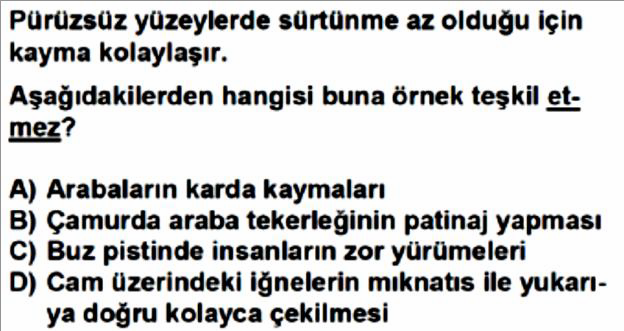 Pürüzsüz yüzeylerde sürtünme az olduğu için
kayma kolaylaşır.
Aşağıdakilerden hangisi buna örnek teşkil et-
mez?
A) Arabaların karda kaymaları
B) Çamurda araba tekerleğinin patinaj yapması
C) Buz pistinde insanların zor yürümeleri
D) Cam üzerindeki iğnelerin mıknatıs ile yukarı-
ya doğru kolayca çekilmesi